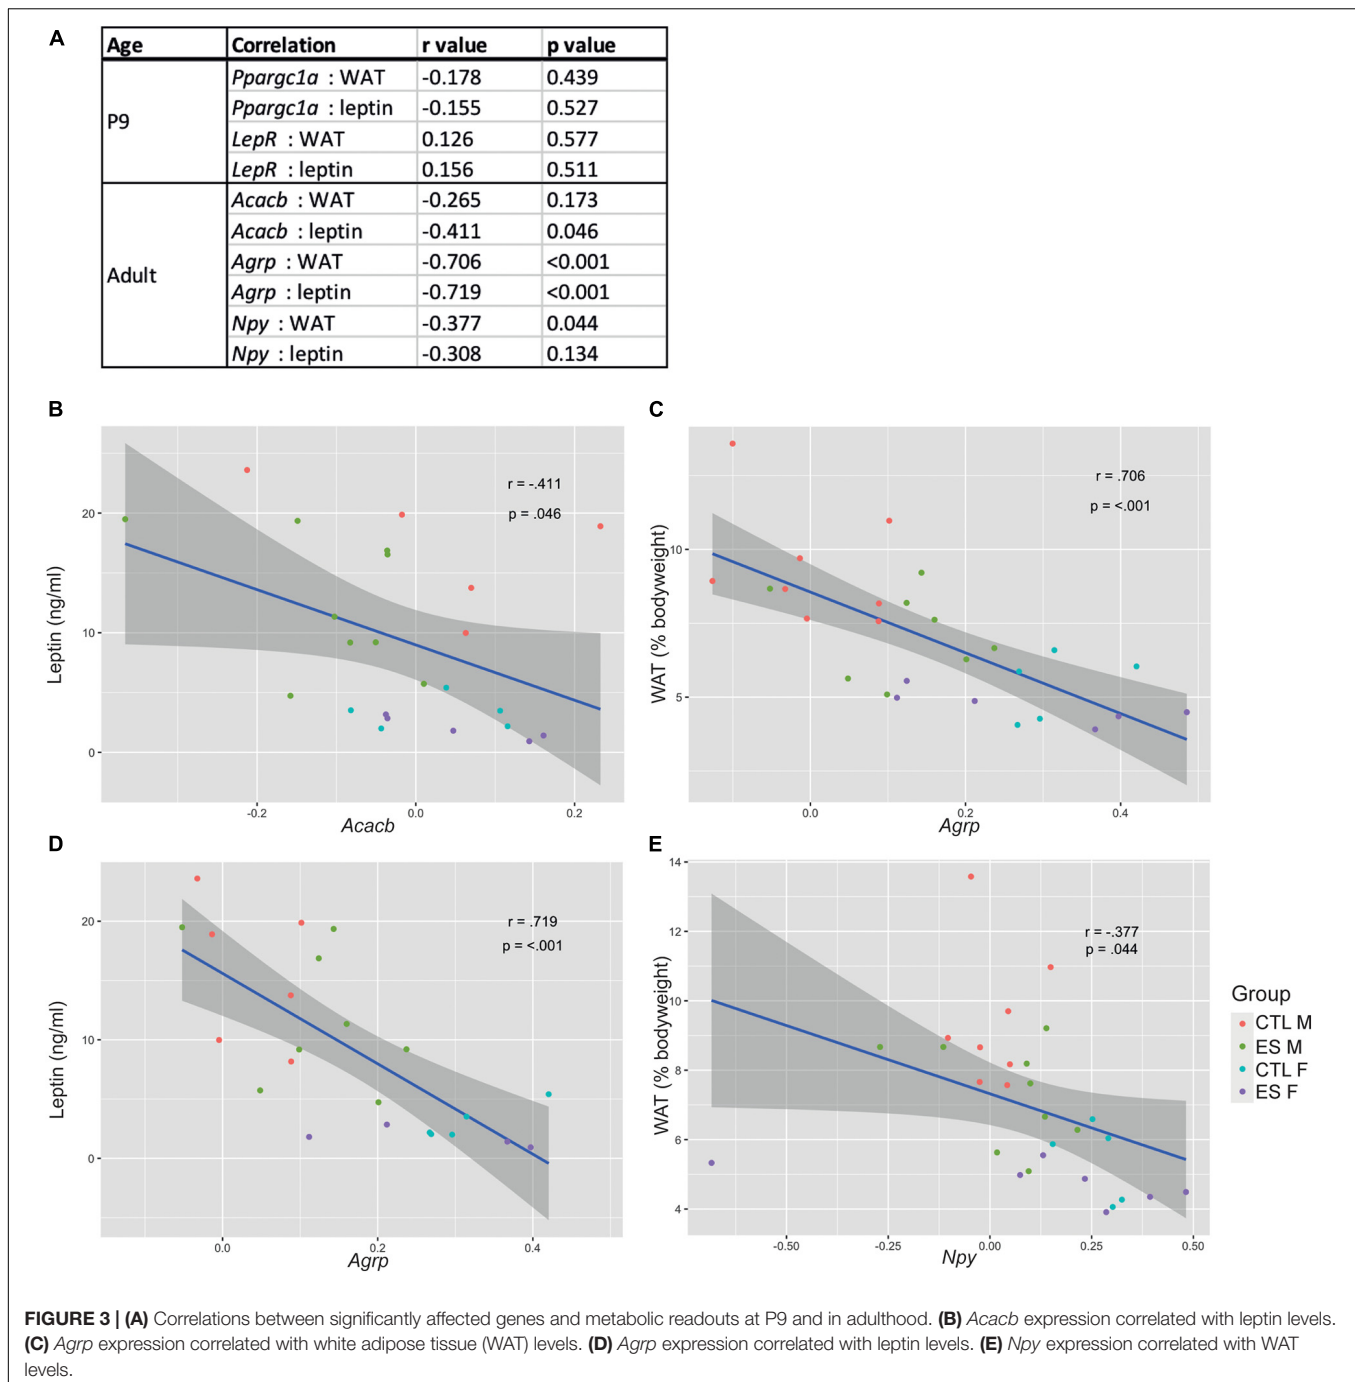 A
Age Correlation r value p value
P9
Ppargc1a : WAT -0.178 0.439
Ppargc1a : leptin -0.155 0.527
LepR : WAT 0.126 0.577
LepR : leptin 0.156 0.511
Adult
Acacb : WAT -0.265 0.173
Acacb : leptin -0.411 0.046
Agrp : WAT -0.706 <0.001
Agrp : leptin -0.719 <0.001
Npy : WAT -0.377 0.044
Npy : leptin -0.308 0.134
B
r = -.411
p = .046
20
10
0
Leptin (ng/ml)
-0.2 0.0 0.2
Acacb
C
r = .706
p = <.001
10
5
WAT (% bodyweight)
0.0 0.2 0.4
Agrp
D
r = .719
p = <.001
20
10
0
Leptin (ng/ml)
0.0 0.2 0.4
Agrp
E
r = -.377
p = .044
14
12
10
8
6
4
WAT (% bodyweight)
-0.50 -0.25 0.00 0.25 0.50
Npy
Group
CTL M
ES M
CTL F
ES F
FIGURE 3 | (A) Correlations between significantly affected genes and metabolic readouts at P9 and in adulthood. (B) Acacb expression correlated with leptin levels.
(C) Agrp expression correlated with white adipose tissue (WAT) levels. (D) Agrp expression correlated with leptin levels. (E) Npy expression correlated with WAT
levels.